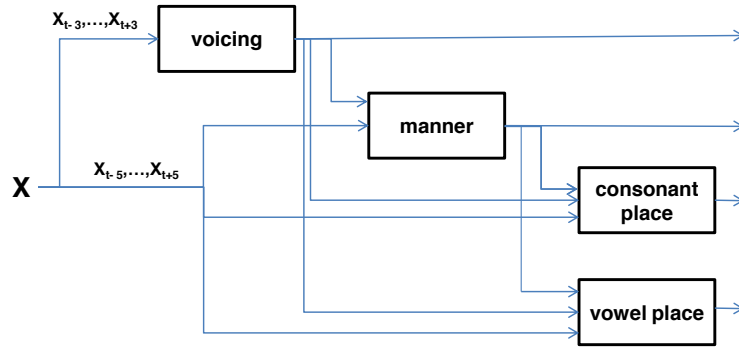 X_{t-3},...,X_{t+3}
voicing
manner
X_{t-5},...,X_{t+5}
X
consonant
place
vowel place